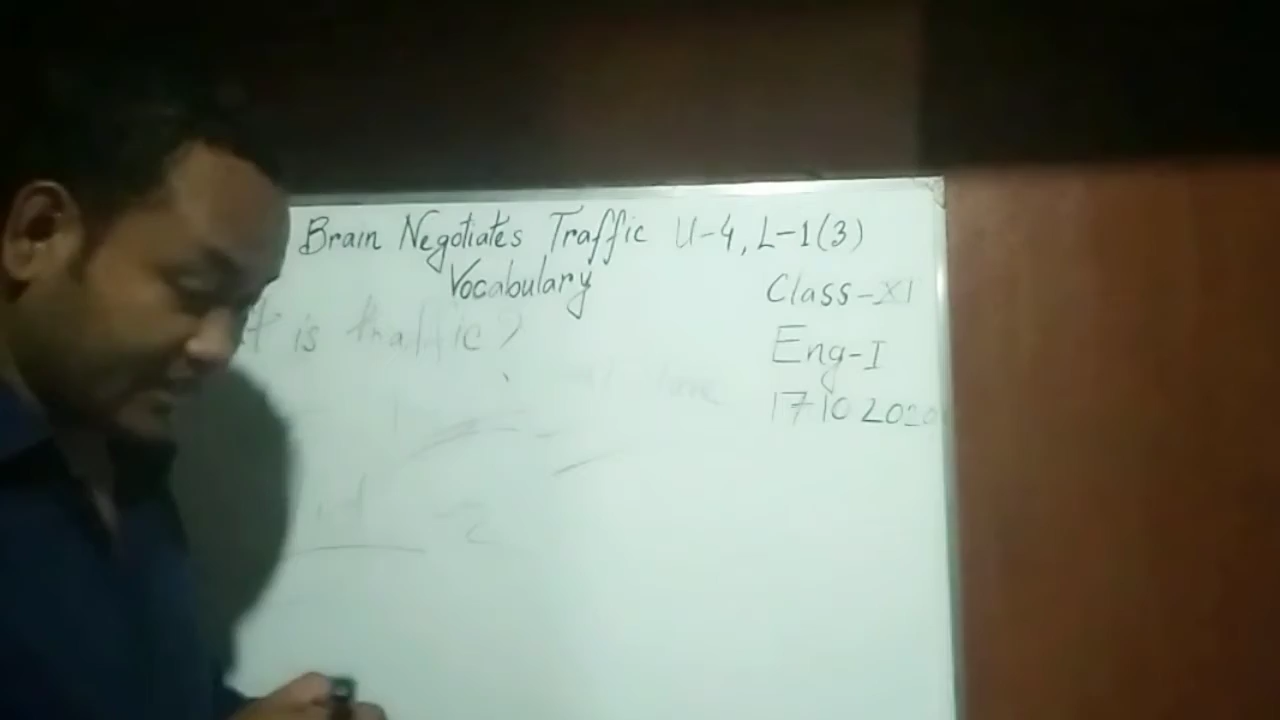 Brain Negotiates Traffic U-4, L-1(3)
Vocabulary
Class-XI
is traffic?
Eng-I
17 10 2020